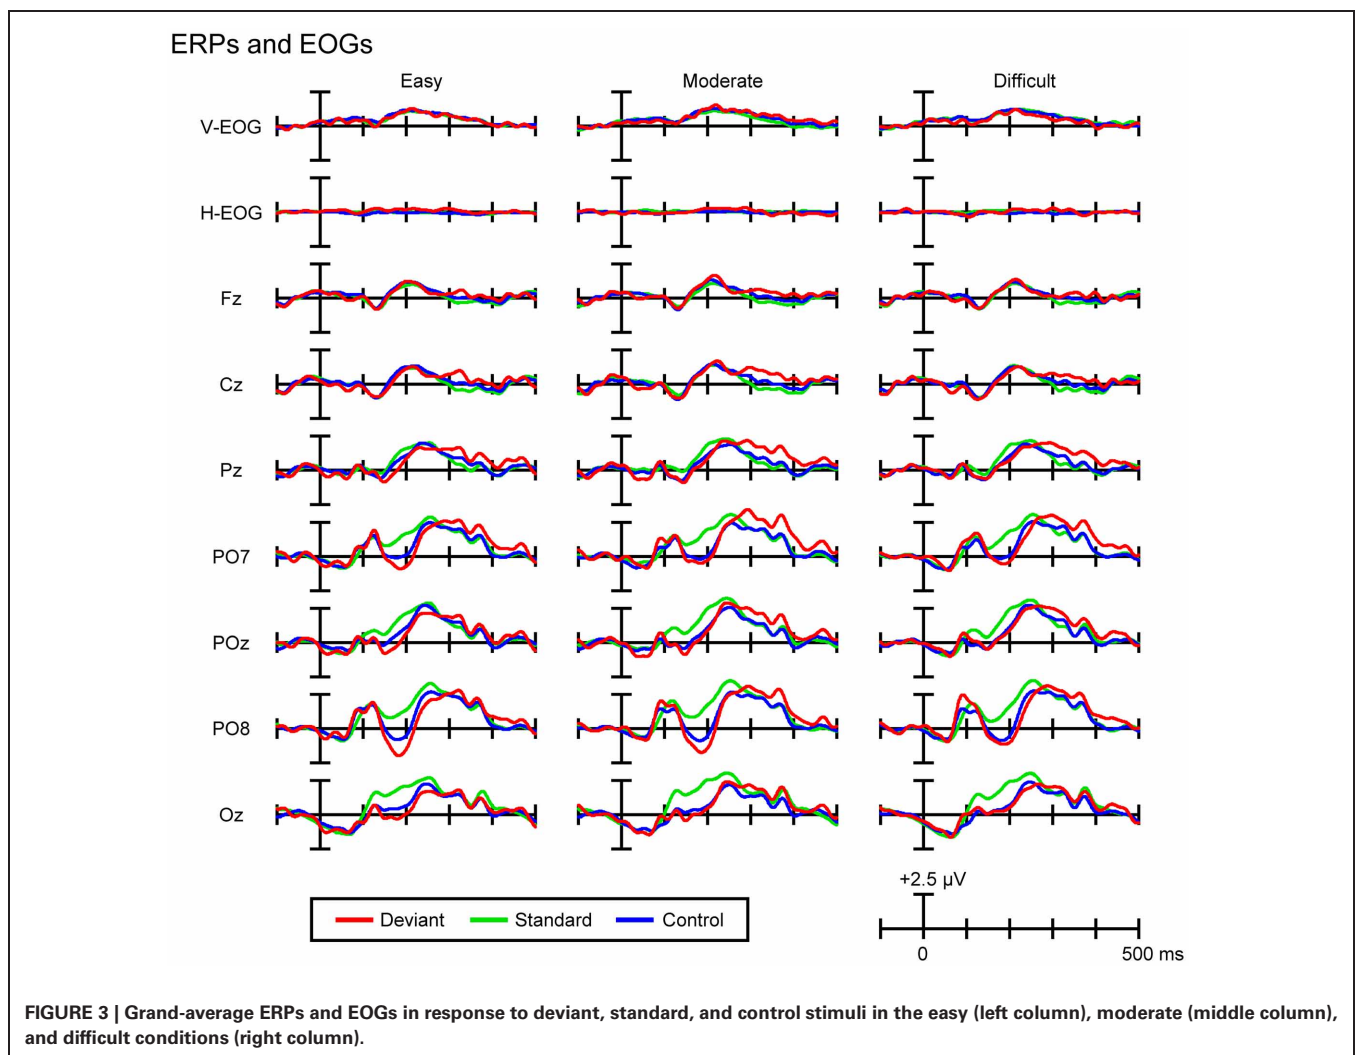 ERPs and EOGs
Easy Moderate Difficult
V-EOG
H-EOG
Fz
Cz
Pz
PO7
POz
PO8
Oz
+2.5 µV
Deviant Standard Control
0 500 ms
FIGURE 3 | Grand-average ERPs and EOGs in response to deviant, standard, and control stimuli in the easy (left column), moderate (middle column),
and difficult conditions (right column).